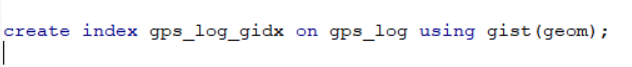 create index gps_log_gidx on gps_log using gist(geom);